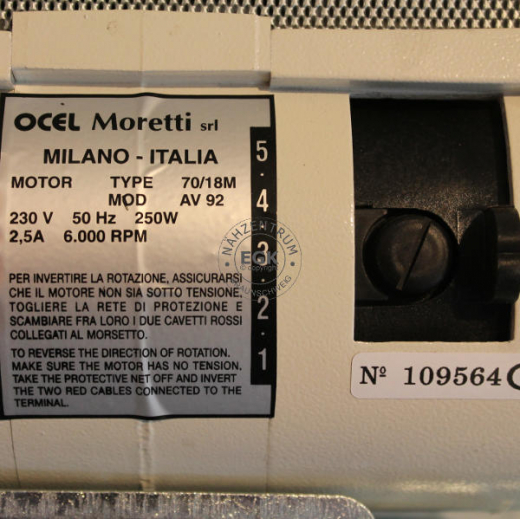 OCEL Moretti srl
MILANO - ITALIA
MOTOR TYPE 70/18M
MOD AV 92
230 V 50 Hz 250W
2,5A 6.000 RPM
PER INVERTIRE LA ROTAZIONE, ASSICURARSI
CHE IL MOTORE NON SIA SOTTO TENSIONE,
TOGLIERE LA RETE DI PROTEZIONE E
SCAMBIARE FRA LORO I DUE CAVETTI ROSSI
COLLEGATI AL MORSETTO.
TO REVERSE THE DIRECTION OF ROTATION.
MAKE SURE THE MOTOR HAS NO TENSION,
TAKE THE PROTECTIVE NET OFF AND INVERT
THE TWO RED CABLES CONNECTED TO THE
TERMINAL.
5
·
4
·
3
·
2
·
1
NÄHZENTRUM
EGK
© copyright
Nº 109564